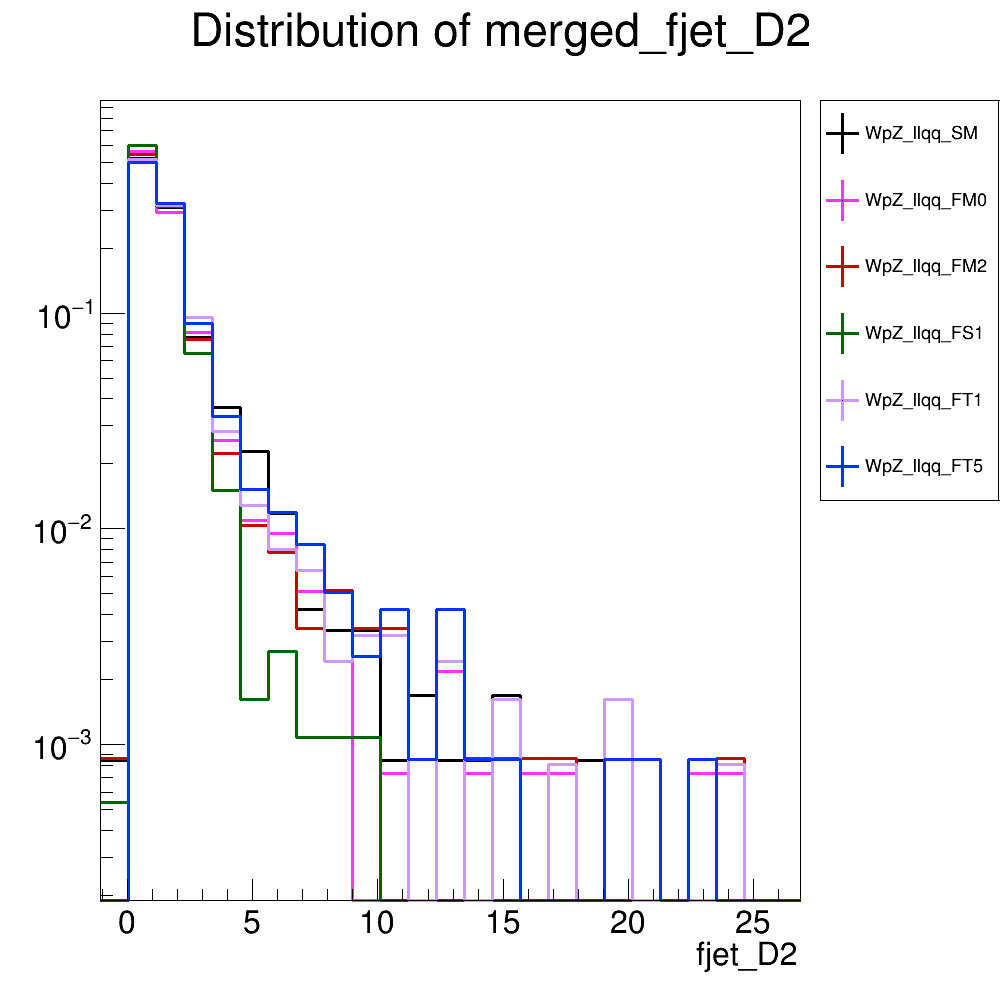 Distribution of merged_fjet_D2
WpZ_llqq_SM
WpZ_llqq_FM0
WpZ_llqq_FM2
WpZ_llqq_FS1
WpZ_llqq_FT1
WpZ_llqq_FT5
10⁻¹
10⁻²
10⁻³
0 5 10 15 20 25
fjet_D2